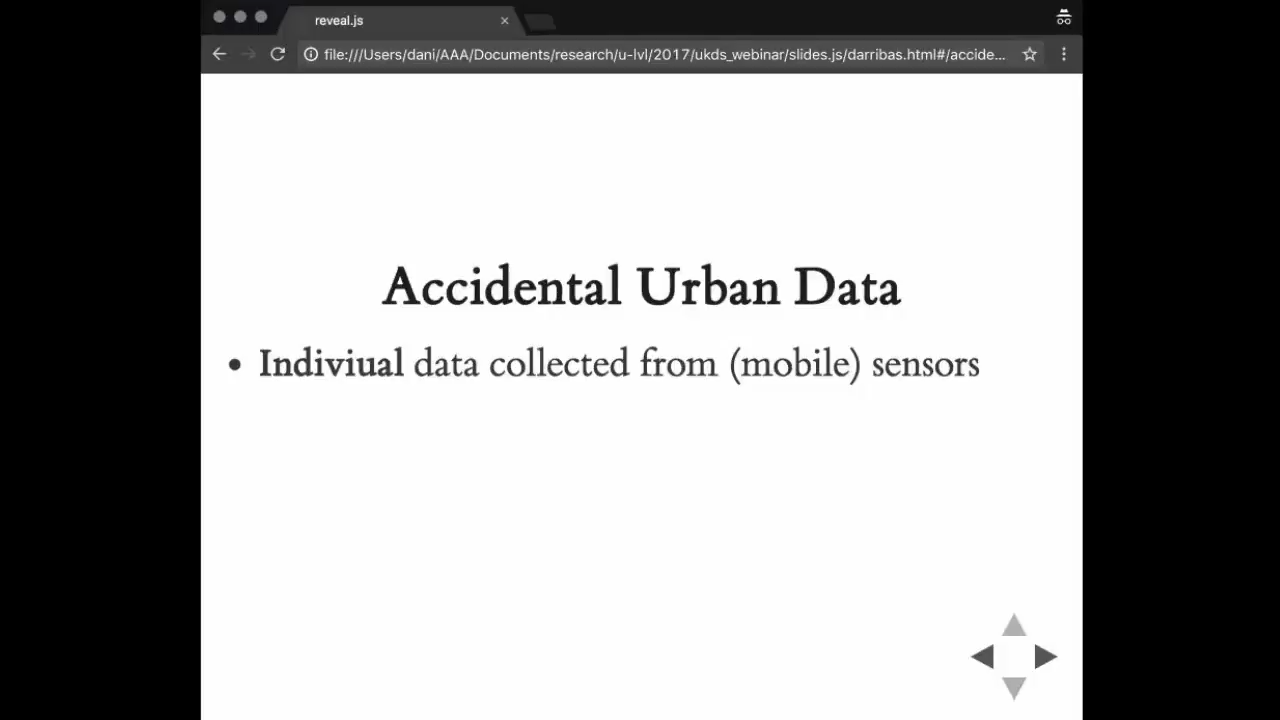 reveal.js
file:///Users/dani/AAA/Documents/research/u-lvl/2017/ukds_webinar/slides.js/darribas.html#/accide...
Accidental Urban Data
• Indiviual data collected from (mobile) sensors